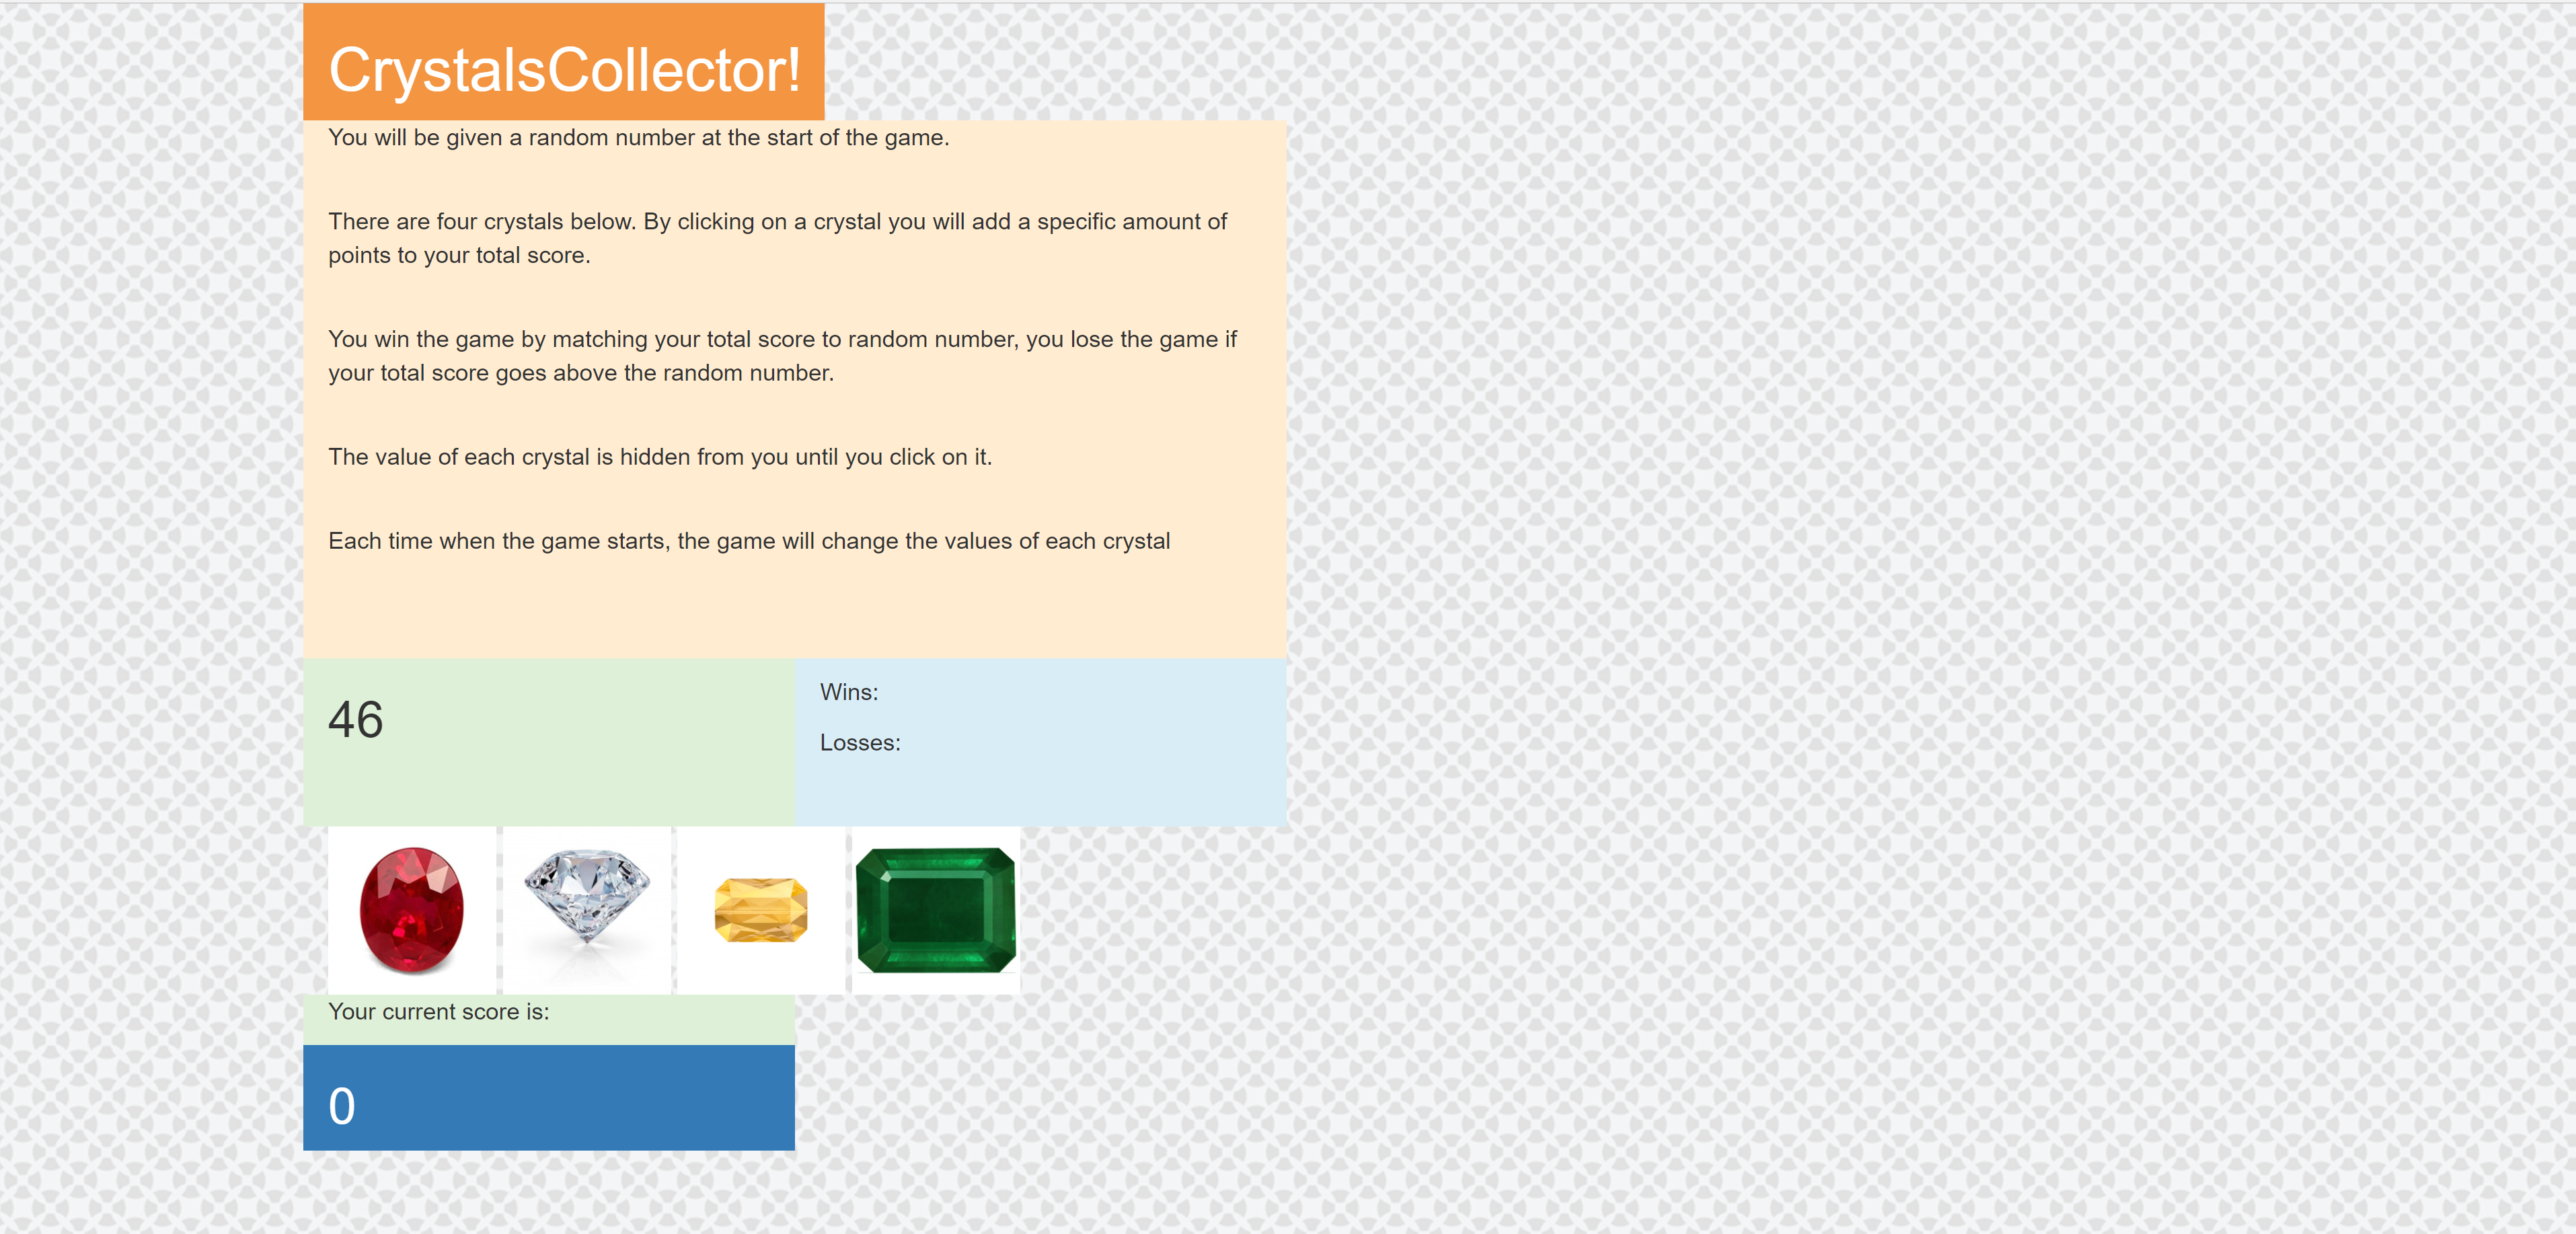 CrystalsCollector!
You will be given a random number at the start of the game.
There are four crystals below. By clicking on a crystal you will add a specific amount of
points to your total score.
You win the game by matching your total score to random number, you lose the game if
your total score goes above the random number.
The value of each crystal is hidden from you until you click on it.
Each time when the game starts, the game will change the values of each crystal
46
Wins:
Losses:
Your current score is:
0